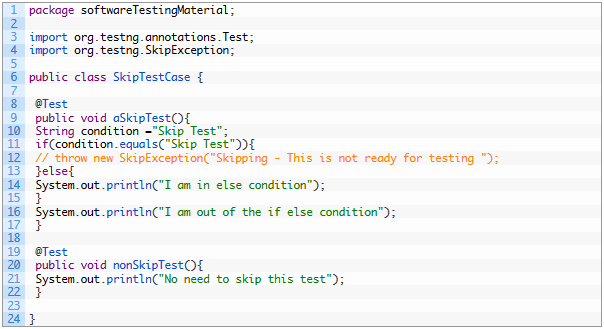 1 package softwareTestingMaterial;
2
3 import org.testng.annotations.Test;
4 import org.testng.SkipException;
5
6 public class SkipTestCase {
7
8 @Test
9 public void aSkipTest(){
10 String condition ="Skip Test";
11 if(condition.equals("Skip Test")){
12 // throw new SkipException("Skipping - This is not ready for testing ");
13 }else{
14 System.out.println("I am in else condition");
15 }
16 System.out.println("I am out of the if else condition");
17 }
18
19 @Test
20 public void nonSkipTest(){
21 System.out.println("No need to skip this test");
22 }
23
24 }